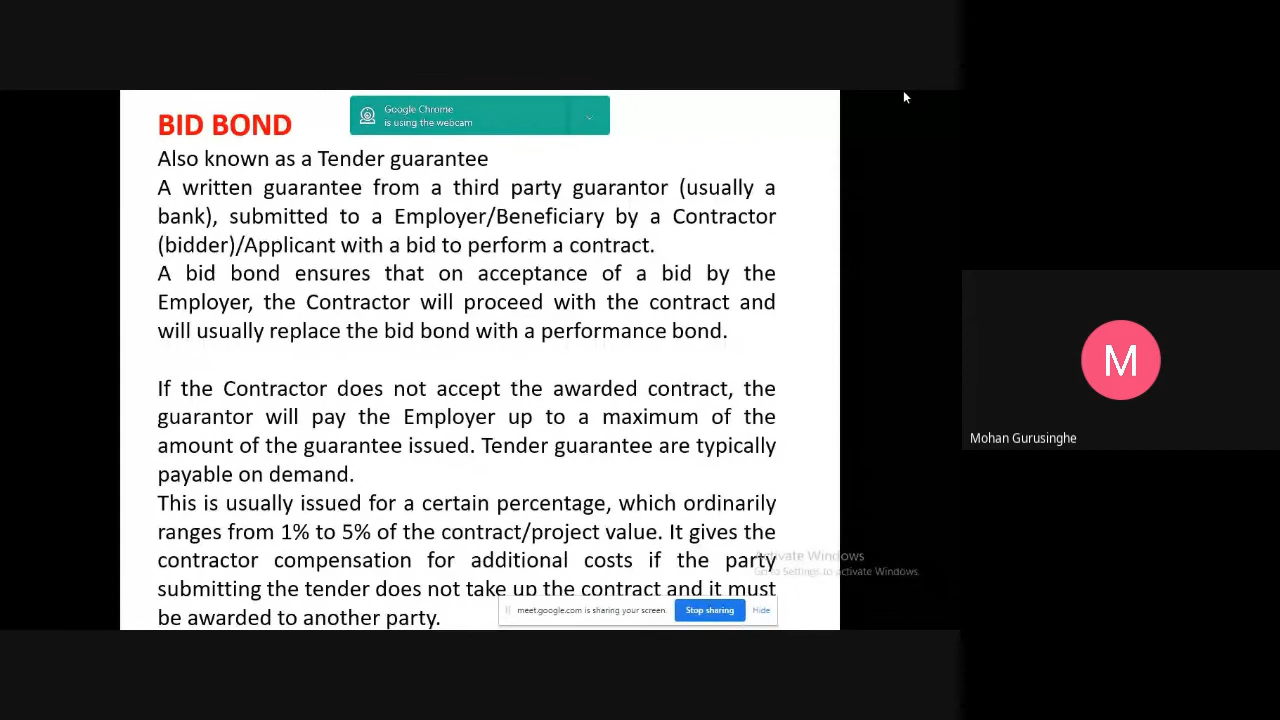 BID BOND
Google Chrome
is using the webcam
Also known as a Tender guarantee
A written guarantee from a third party guarantor (usually a
bank), submitted to a Employer/Beneficiary by a Contractor
(bidder)/Applicant with a bid to perform a contract.
A bid bond ensures that on acceptance of a bid by the
Employer, the Contractor will proceed with the contract and
will usually replace the bid bond with a performance bond.
If the Contractor does not accept the awarded contract, the
guarantor will pay the Employer up to a maximum of the
amount of the guarantee issued. Tender guarantee are typically
payable on demand.
This is usually issued for a certain percentage, which ordinarily
ranges from 1% to 5% of the contract/project value. It gives the
contractor compensation for additional costs if the party
submitting the tender does not take up the contract and it must
be awarded to another party.
Activate Windows
Go to Settings to activate Windows.
meet.google.com is sharing your screen.
Stop sharing
Hide
M
Mohan Gurusinghe